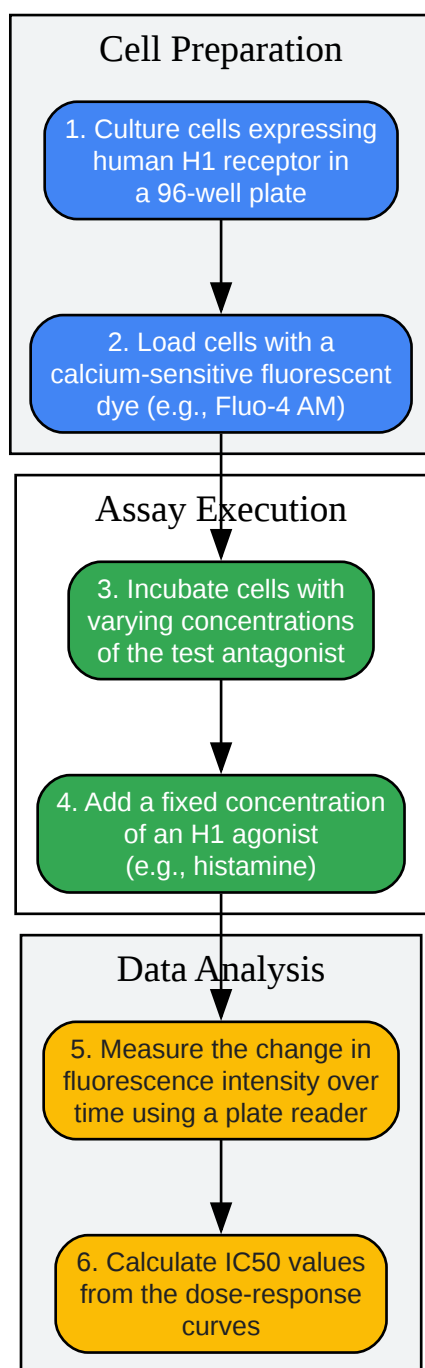 Cell Preparation
1. Culture cells expressing
human H1 receptor in
a 96-well plate
2. Load cells with a
calcium-sensitive fluorescent
dye (e.g., Fluo-4 AM)
Assay Execution
3. Incubate cells with
varying concentrations
of the test antagonist
4. Add a fixed concentration
of an H1 agonist
(e.g., histamine)
Data Analysis
5. Measure the change in
fluorescence intensity over
time using a plate reader
6. Calculate IC50 values
from the dose-response
curves